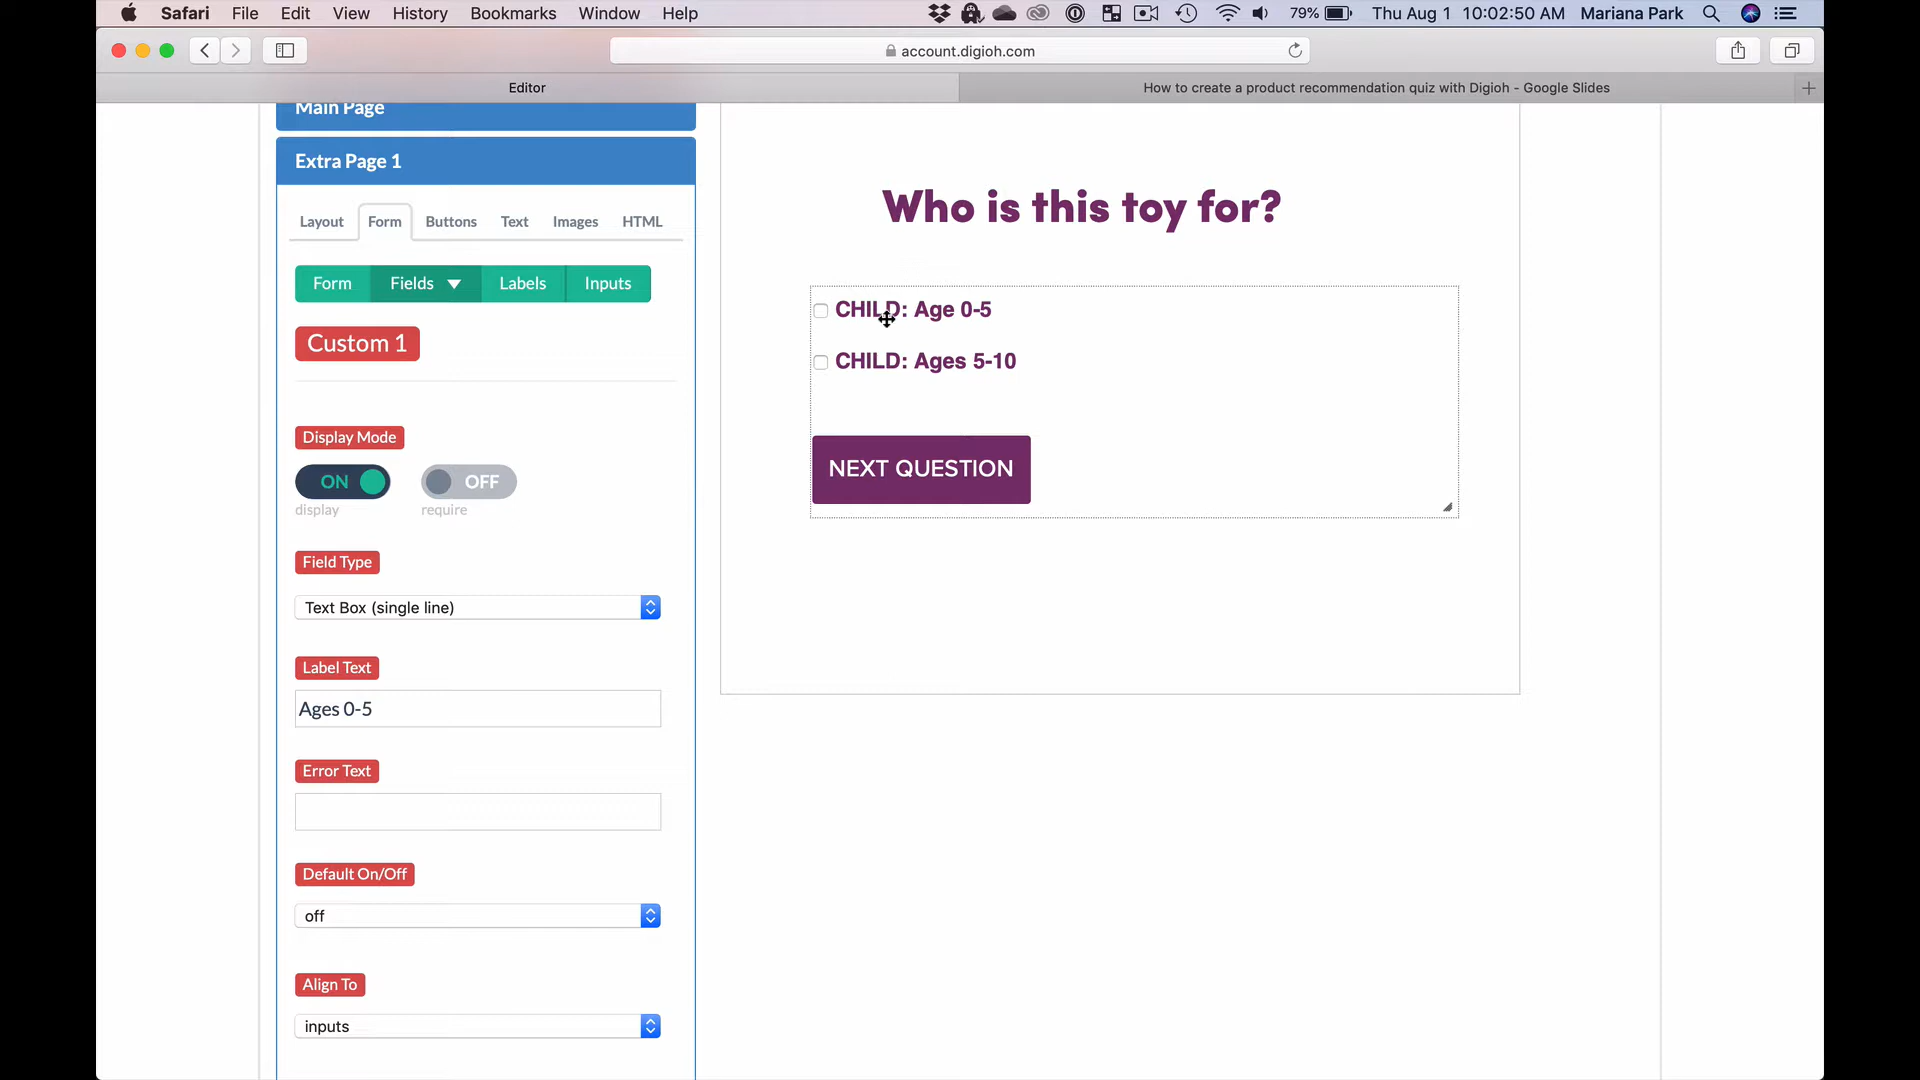 Safari File Edit View History Bookmarks Window Help 79% Thu Aug 1 10:02:50 AM Mariana Park
account.digioh.com
Editor
How to create a product recommendation quiz with Digioh - Google Slides
Main Page
Extra Page 1
Layout Form Buttons Text Images HTML
Form Fields Labels Inputs
Custom 1
Display Mode
ON OFF
display require
Field Type
Text Box (single line)
Label Text
Ages 0-5
Error Text
Default On/Off
off
Align To
inputs
Who is this toy for?
CHILD: Age 0-5
CHILD: Ages 5-10
NEXT QUESTION